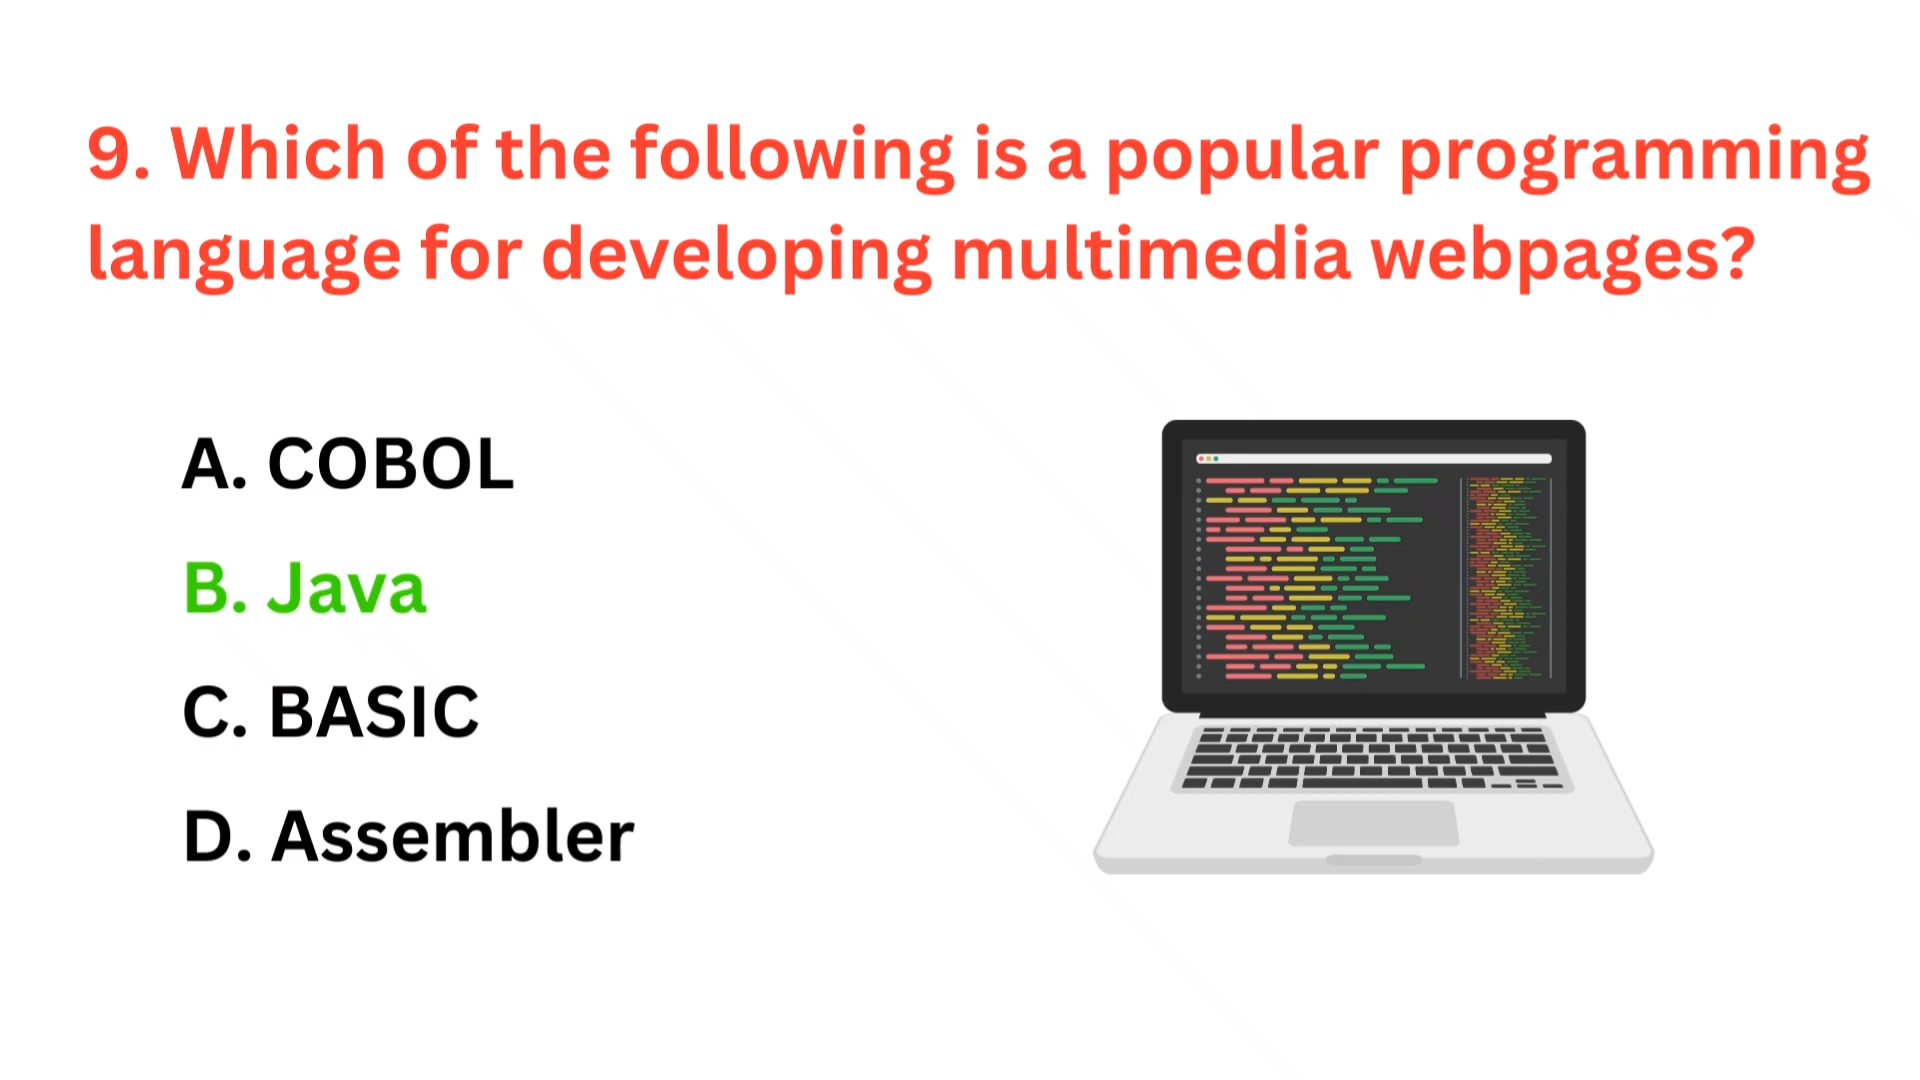 9. Which of the following is a popular programming
language for developing multimedia webpages?
A. COBOL
B. Java
C. BASIC
D. Assembler